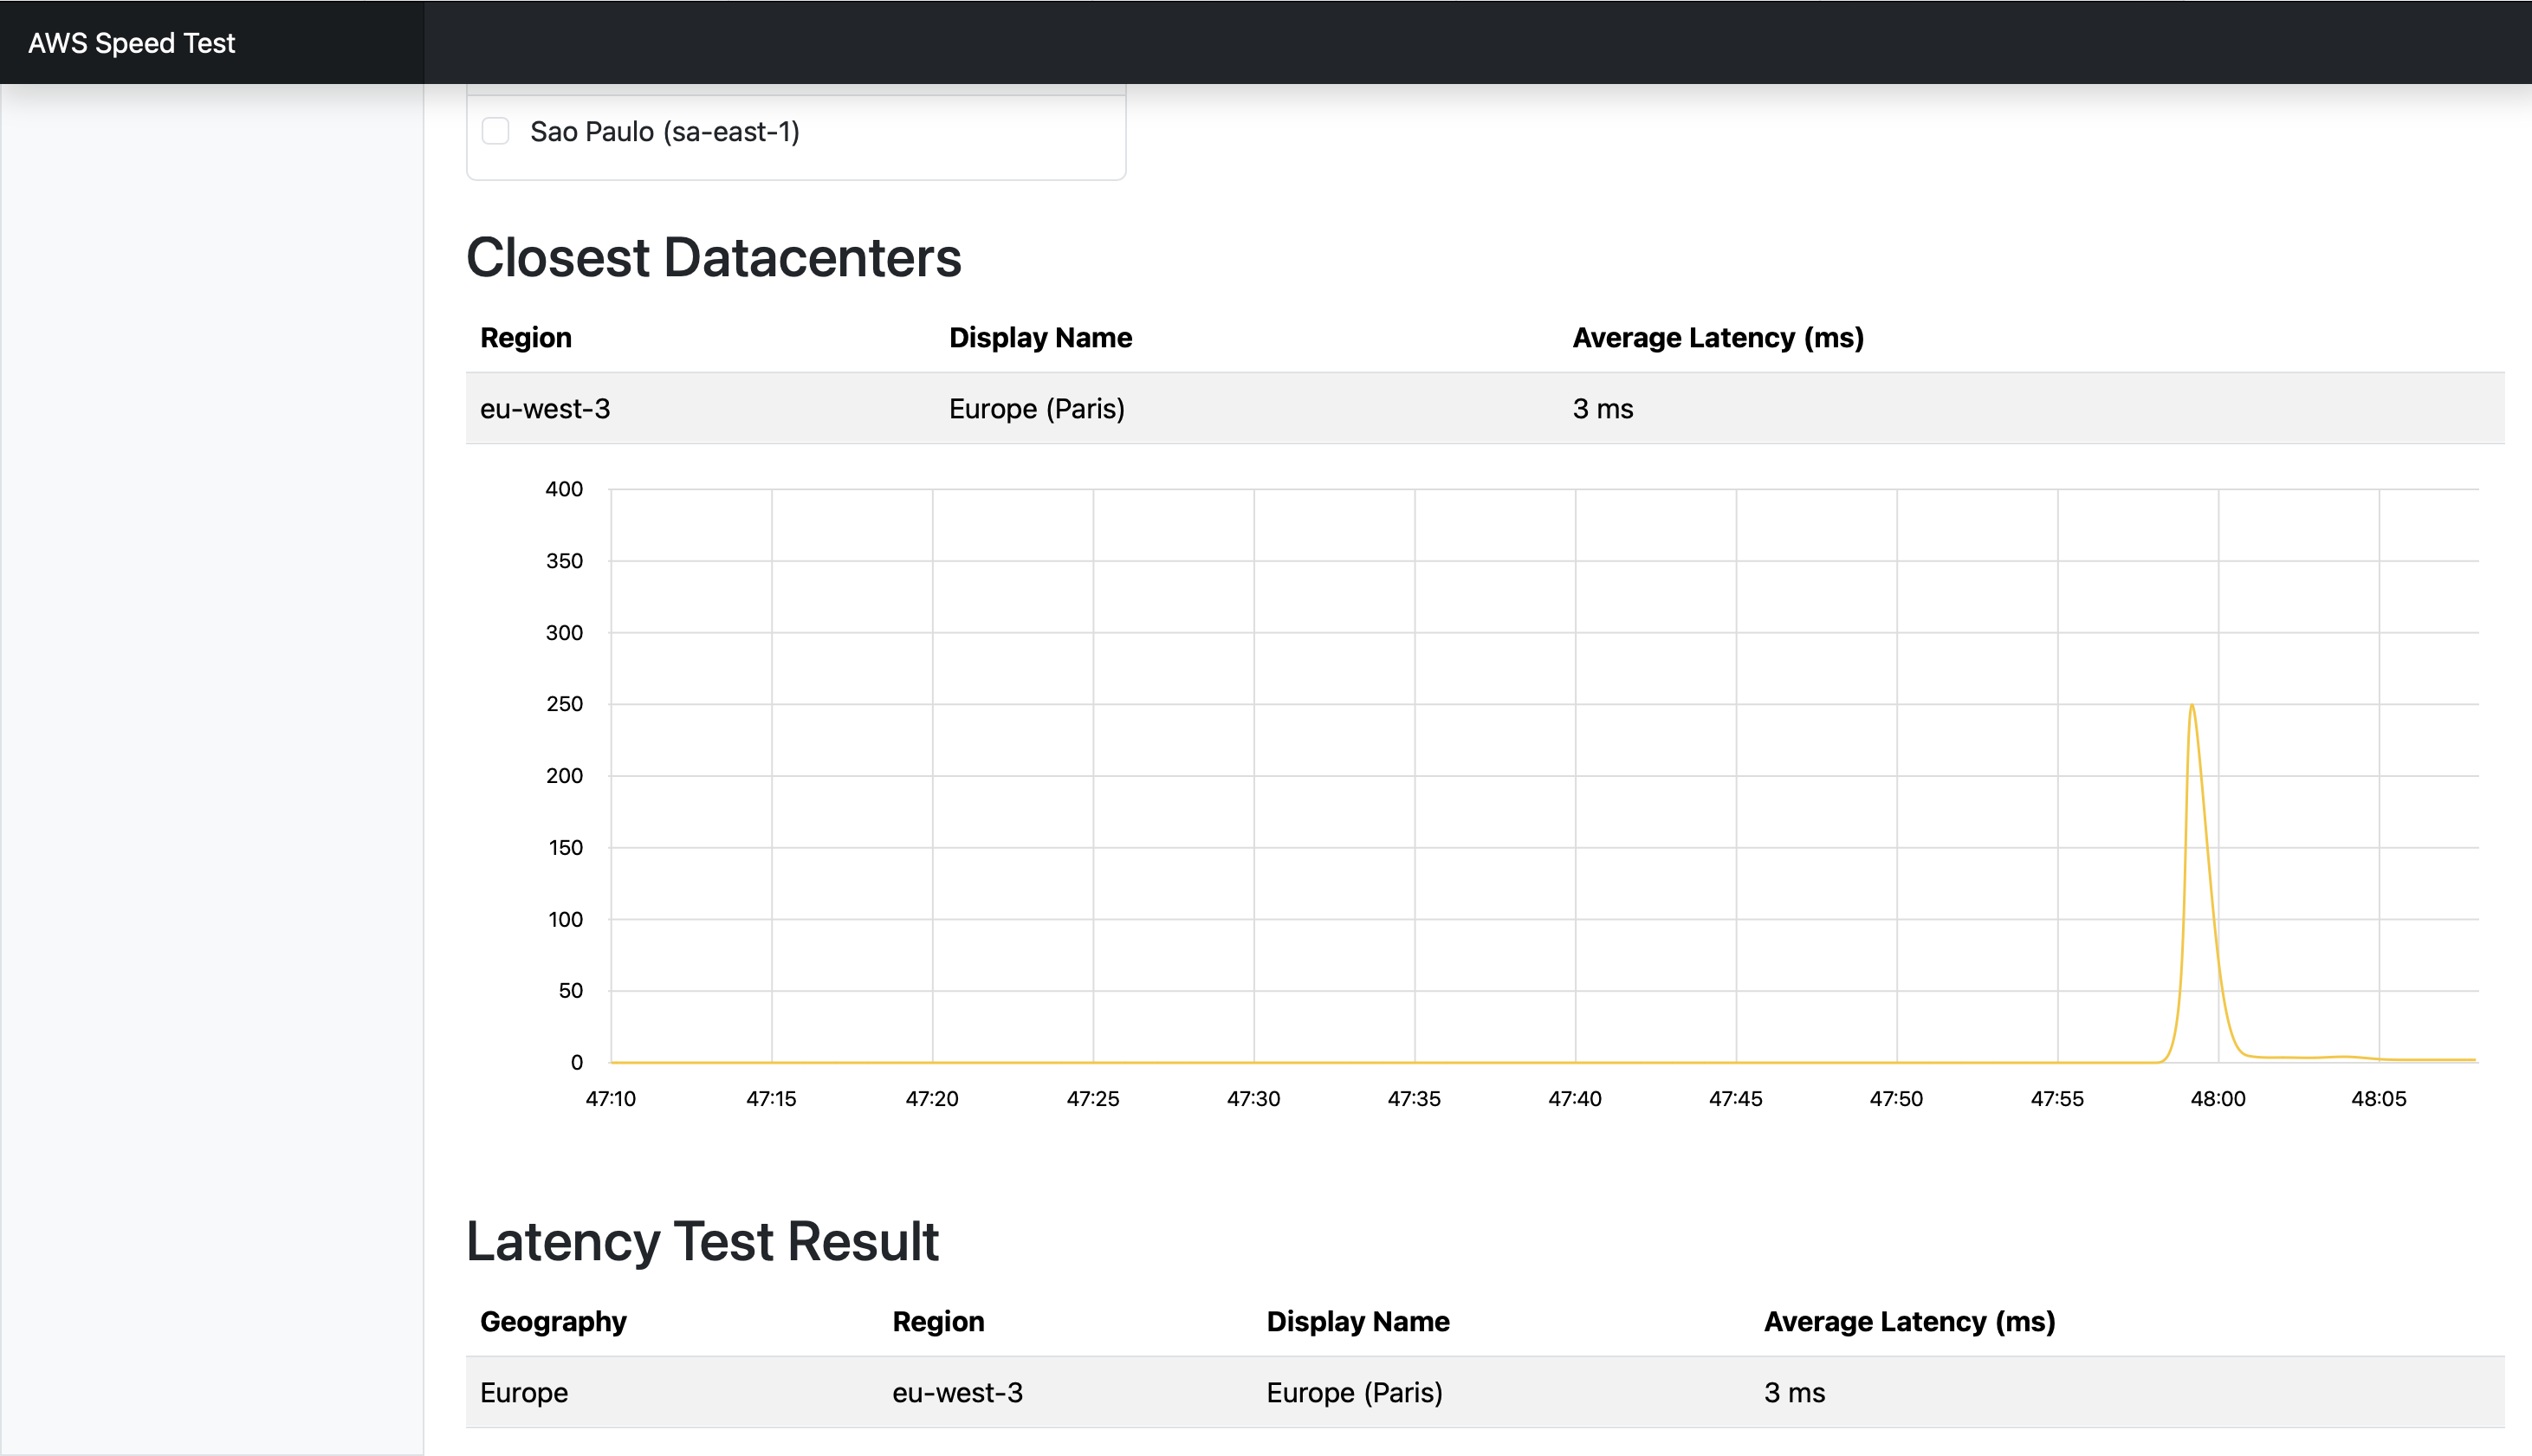 AWS Speed Test
Sao Paulo (sa-east-1)
Closest Datacenters
Region Display Name Average Latency (ms)
eu-west-3 Europe (Paris) 3 ms
400
350
300
250
200
150
100
50
0
47:10 47:15 47:20 47:25 47:30 47:35 47:40 47:45 47:50 47:55 48:00 48:05
Latency Test Result
Geography Region Display Name Average Latency (ms)
Europe eu-west-3 Europe (Paris) 3 ms